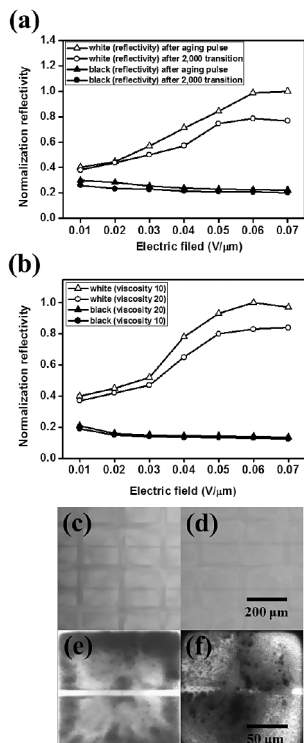 (a)
white (reflectivity) after aging pulse
white (reflectivity) after 2,000 transition
black (reflectivity) after aging pulse
black (reflectivity) after 2,000 transition
Normalization reflectivity
1.4
1.2
1.0
0.8
0.6
0.4
0.2
0.0
0.01 0.02 0.03 0.04 0.05 0.06 0.07
Electric filed (V/μm)
(b)
white (viscosity 10)
white (viscosity 20)
black (viscosity 20)
black (viscosity 10)
Normalization reflectivity
1.0
0.8
0.6
0.4
0.2
0.0
0.01 0.02 0.03 0.04 0.05 0.06 0.07
Electric field (V/μm)
(c)
(d)
200 μm
(e)
(f)
50 μm